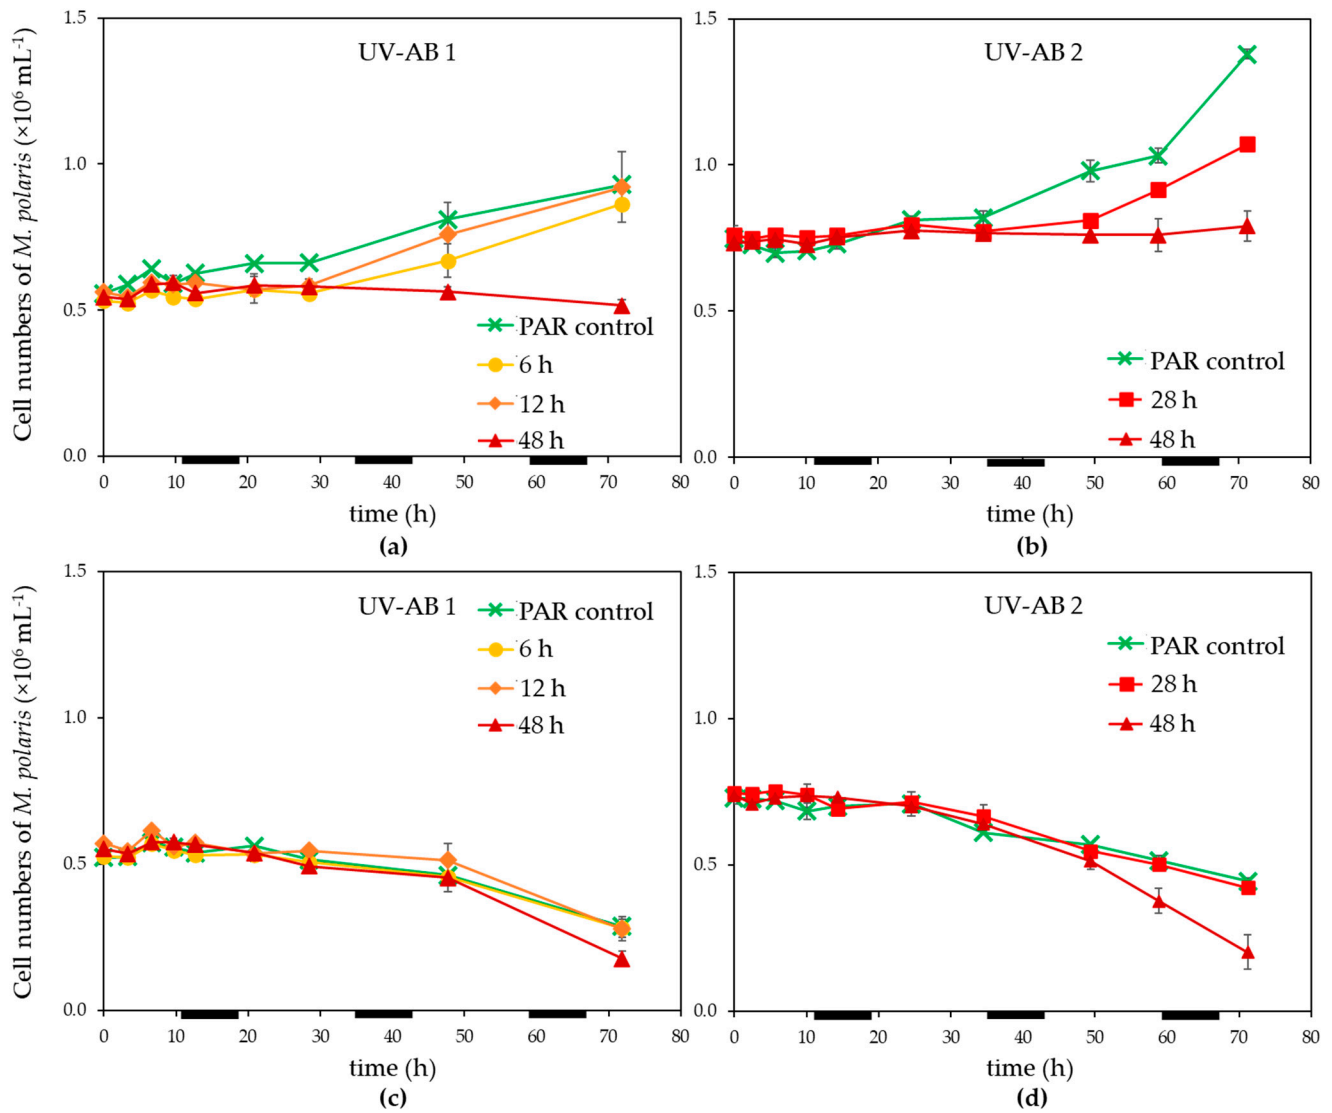 UV-AB 1
Cell numbers of M. polaris (×10⁶ mL⁻¹)
1.5
1.0
0.5
0.0
PAR control
6 h
12 h
48 h
0 10 20 30 40 50 60 70 80
time (h)
(a)
UV-AB 2
1.5
1.0
0.5
0.0
PAR control
28 h
48 h
0 10 20 30 40 50 60 70 80
time (h)
(b)
UV-AB 1
Cell numbers of M. polaris (×10⁶ mL⁻¹)
1.5
1.0
0.5
0.0
PAR control
6 h
12 h
48 h
0 10 20 30 40 50 60 70 80
time (h)
(c)
UV-AB 2
1.5
1.0
0.5
0.0
PAR control
28 h
48 h
0 10 20 30 40 50 60 70 80
time (h)
(d)